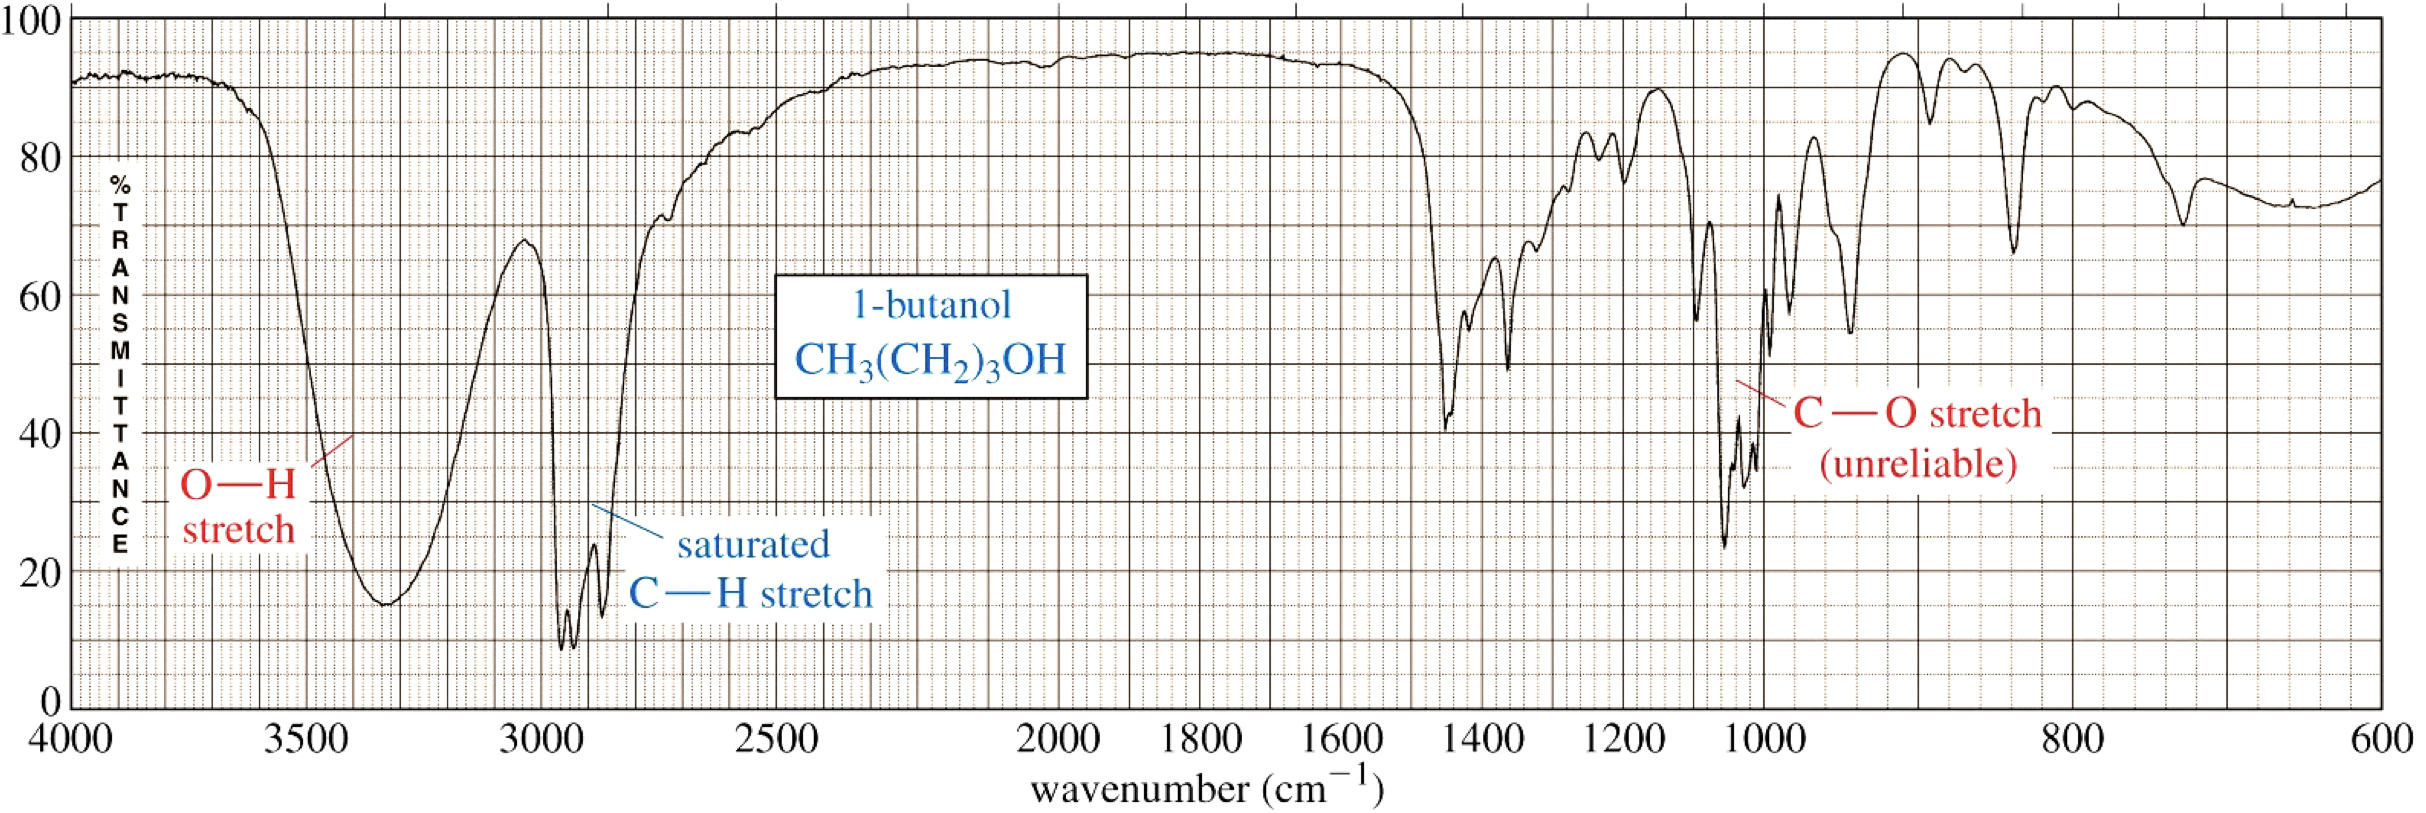 100
80
60
40
20
0
% TRANSMITTANCE
O—H
stretch
saturated
C—H stretch
1-butanol
CH₃(CH₂)₃OH
C—O stretch
(unreliable)
4000 3500 3000 2500 2000 1800 1600 1400 1200 1000 800 600
wavenumber (cm⁻¹)